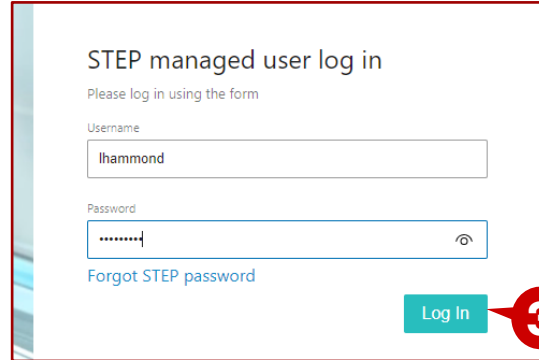 STEP managed user log in
Please log in using the form
Username
lhammond
Password
•••••••••
Forgot STEP password
Log In
3